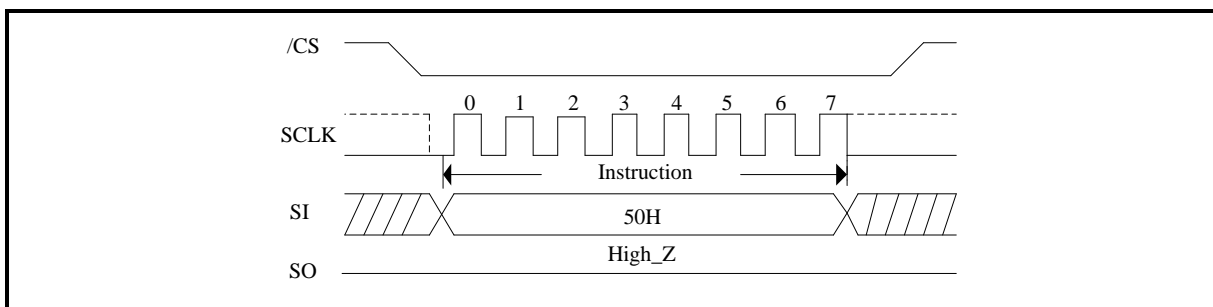 /CS
0 1 2 3 4 5 6 7
SCLK
Instruction
SI
50H
High_Z
SO